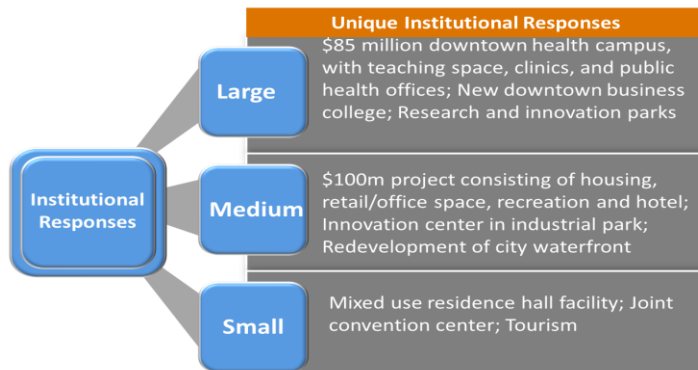 Unique Institutional Responses
Large
$85 million downtown health campus,
with teaching space, clinics, and public
health offices; New downtown business
college; Research and innovation parks
Institutional
Responses
Medium
$100m project consisting of housing,
retail/office space, recreation and hotel;
Innovation center in industrial park;
Redevelopment of city waterfront
Small
Mixed use residence hall facility; Joint
convention center; Tourism